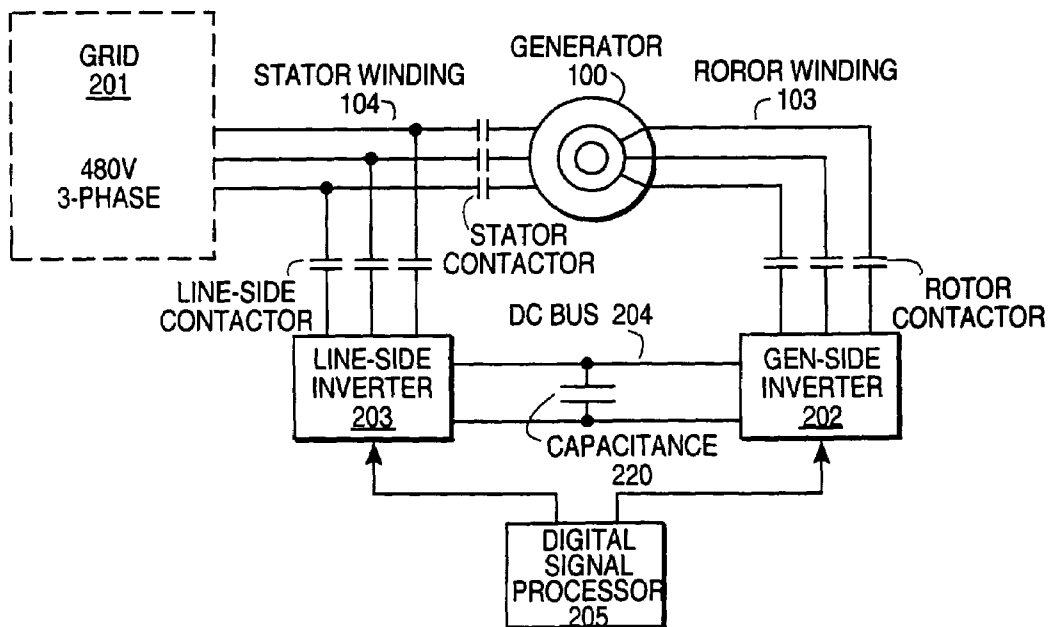 GRID
201
480V
3-PHASE
STATOR WINDING
104
GENERATOR
100
ROROR WINDING
103
STATOR
CONTACTOR
LINE-SIDE
CONTACTOR
ROTOR
CONTACTOR
DC BUS 204
LINE-SIDE
INVERTER
203
GEN-SIDE
INVERTER
202
CAPACITANCE
220
DIGITAL
SIGNAL
PROCESSOR
205